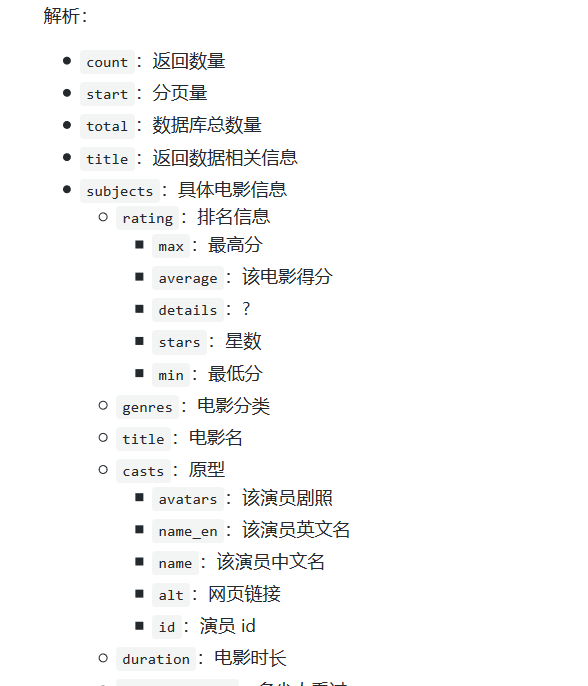 解析：
count：返回数量
start：分页量
total：数据库总数量
title：返回数据相关信息
subjects：具体电影信息
rating：排名信息
max：最高分
average：该电影得分
details：？
stars：星数
min：最低分
genres：电影分类
title：电影名
casts：原型
avatars：该演员剧照
name_en：该演员英文名
name：该演员中文名
alt：网页链接
id：演员 id
duration：电影时长